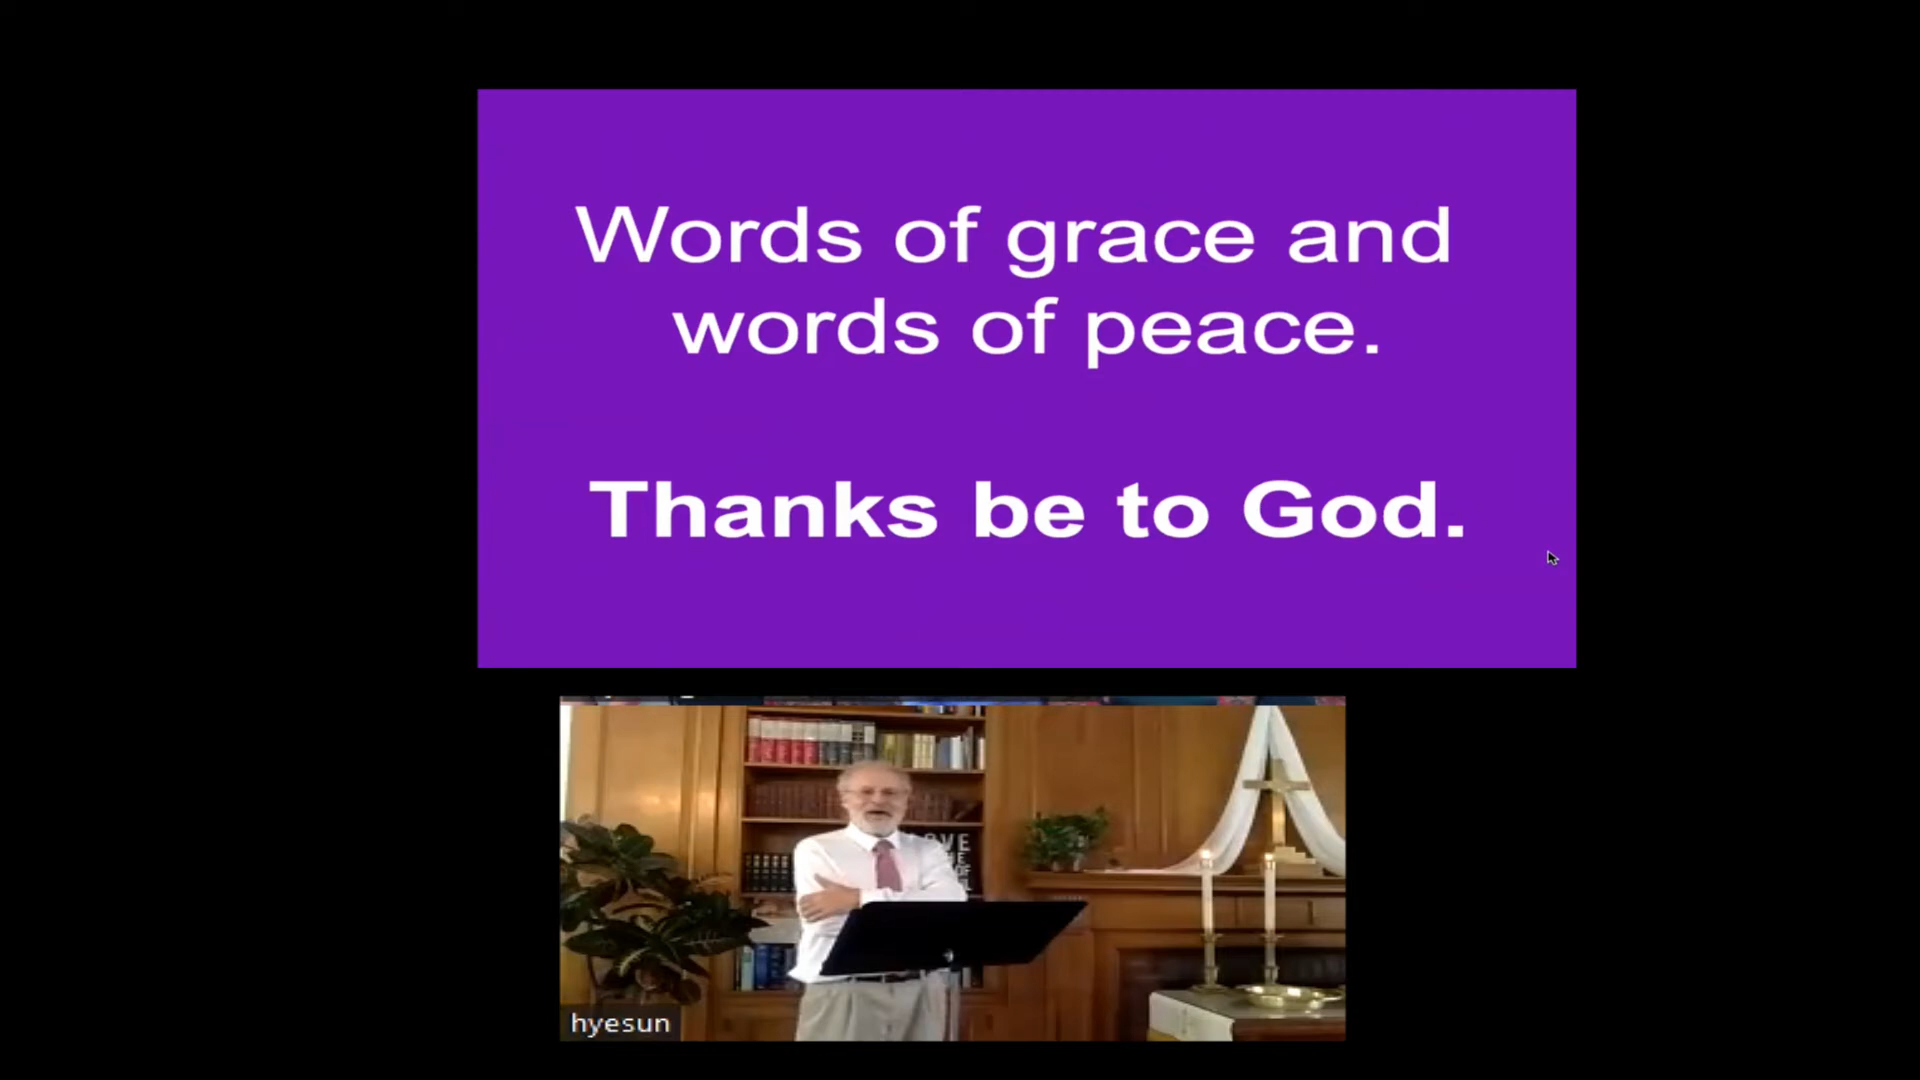 Words of grace and
words of peace.
Thanks be to God.
hyesun